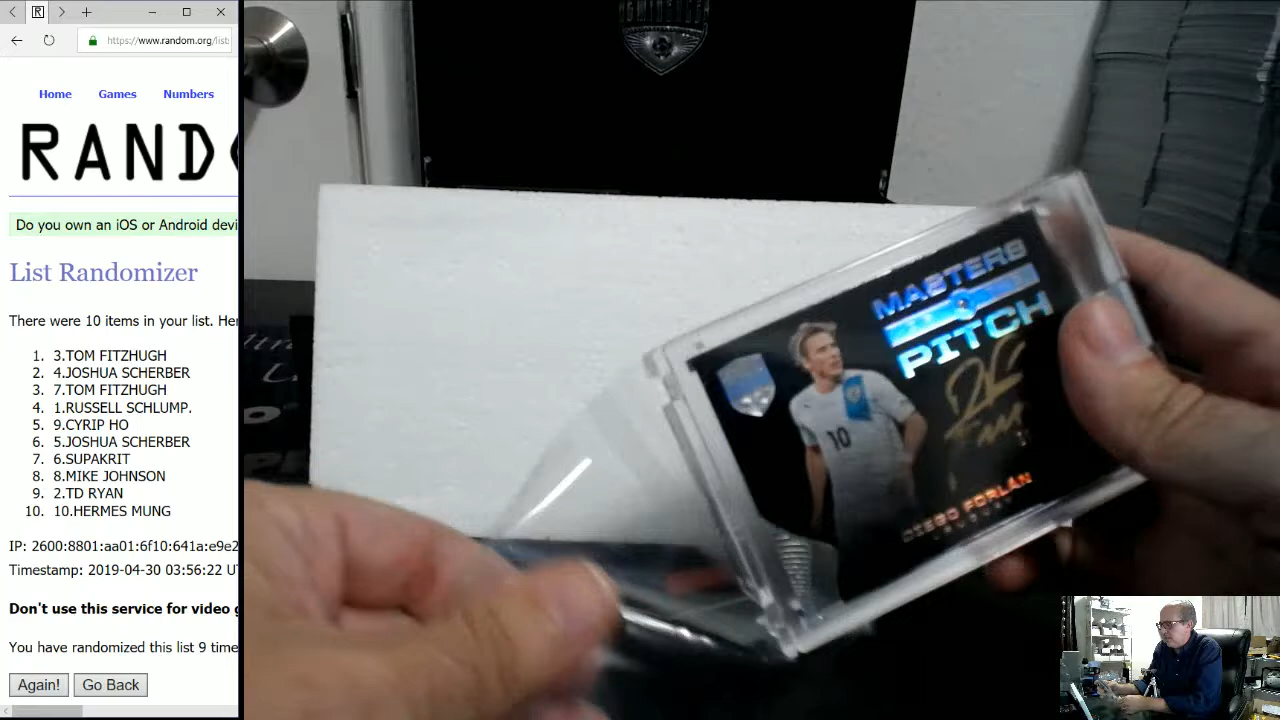 https://www.random.org/list
Home Games Numbers
RAND
Do you own an iOS or Android devi
List Randomizer
There were 10 items in your list. Her
1. 3.TOM FITZHUGH
2. 4.JOSHUA SCHERBER
3. 7.TOM FITZHUGH
4. 1.RUSSELL SCHLUMP.
5. 9.CYRIP HO
6. 5.JOSHUA SCHERBER
7. 6.SUPAKRIT
8. 8.MIKE JOHNSON
9. 2.TD RYAN
10. 10.HERMES MUNG
IP: 2600:8801:aa01:6f10:641a:e9e2
Timestamp: 2019-04-30 03:56:22 U
Don't use this service for video g
You have randomized this list 9 time
Again! Go Back
MASTERS
PITCH
10
DIEGO FORLÁN
URUGUAY